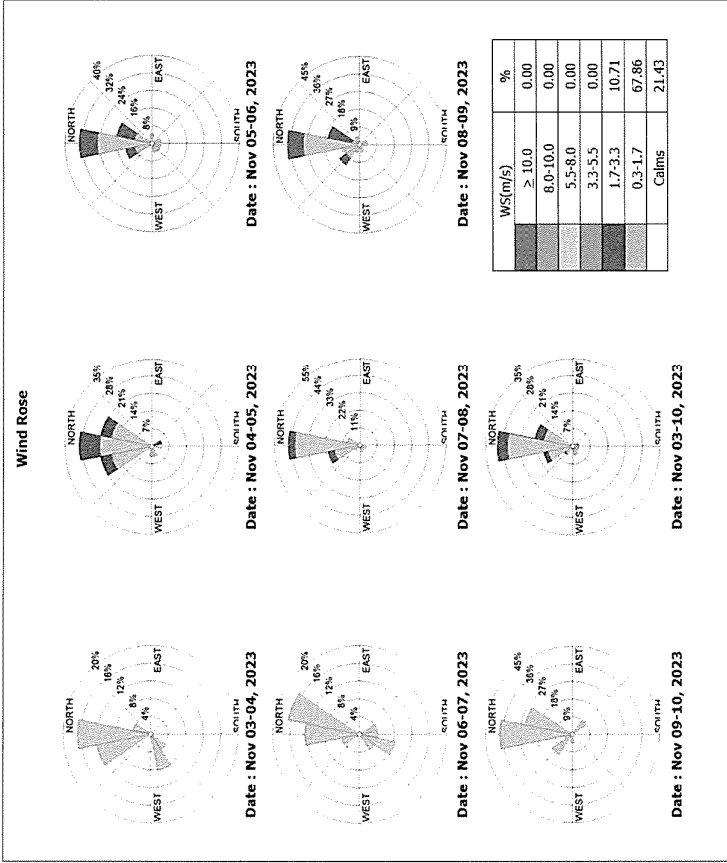 Wind Rose
NORTH
WEST
EAST
SOUTH
20%
16%
12%
8%
4%
Date : Nov 03-04, 2023
NORTH
WEST
EAST
SOUTH
35%
28%
21%
14%
7%
Date : Nov 04-05, 2023
NORTH
WEST
EAST
SOUTH
40%
32%
24%
16%
8%
Date : Nov 05-06, 2023
NORTH
WEST
EAST
SOUTH
20%
16%
12%
8%
4%
Date : Nov 06-07, 2023
NORTH
WEST
EAST
SOUTH
55%
44%
33%
22%
11%
Date : Nov 07-08, 2023
NORTH
WEST
EAST
SOUTH
45%
36%
27%
18%
9%
Date : Nov 08-09, 2023
NORTH
WEST
EAST
SOUTH
45%
36%
27%
18%
9%
Date : Nov 09-10, 2023
NORTH
WEST
EAST
SOUTH
35%
28%
21%
14%
7%
Date : Nov 03-10, 2023
WS(m/s) %
≥ 10.0 0.00
8.0-10.0 0.00
5.5-8.0 0.00
3.3-5.5 0.00
1.7-3.3 10.71
0.3-1.7 67.86
Calms 21.43